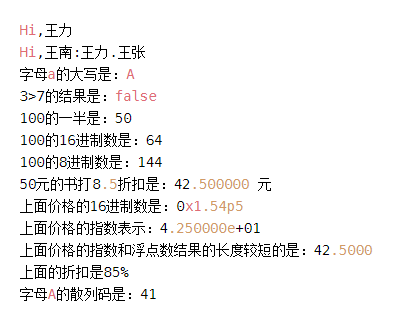 Hi,王力
Hi,王南:王力.王张
字母a的大写是：A
3>7的结果是：false
100的一半是：50
100的16进制数是：64
100的8进制数是：144
50元的书打8.5折扣是：42.500000 元
上面价格的16进制数是：0x1.54p5
上面价格的指数表示：4.250000e+01
上面价格的指数和浮点数结果的长度较短的是：42.5000
上面的折扣是85%
字母A的散列码是：41